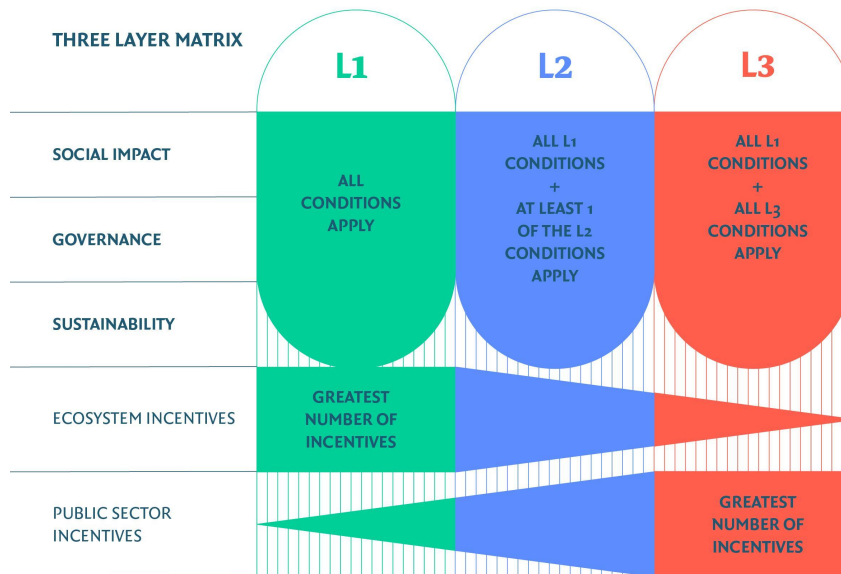 THREE LAYER MATRIX
L1
L2
L3
SOCIAL IMPACT
GOVERNANCE
SUSTAINABILITY
ALL
CONDITIONS
APPLY
ALL L1
CONDITIONS
+
AT LEAST 1
OF THE L2
CONDITIONS
APPLY
ALL L1
CONDITIONS
+
ALL L3
CONDITIONS
APPLY
ECOSYSTEM INCENTIVES
GREATEST
NUMBER OF
INCENTIVES
PUBLIC SECTOR
INCENTIVES
GREATEST
NUMBER OF
INCENTIVES